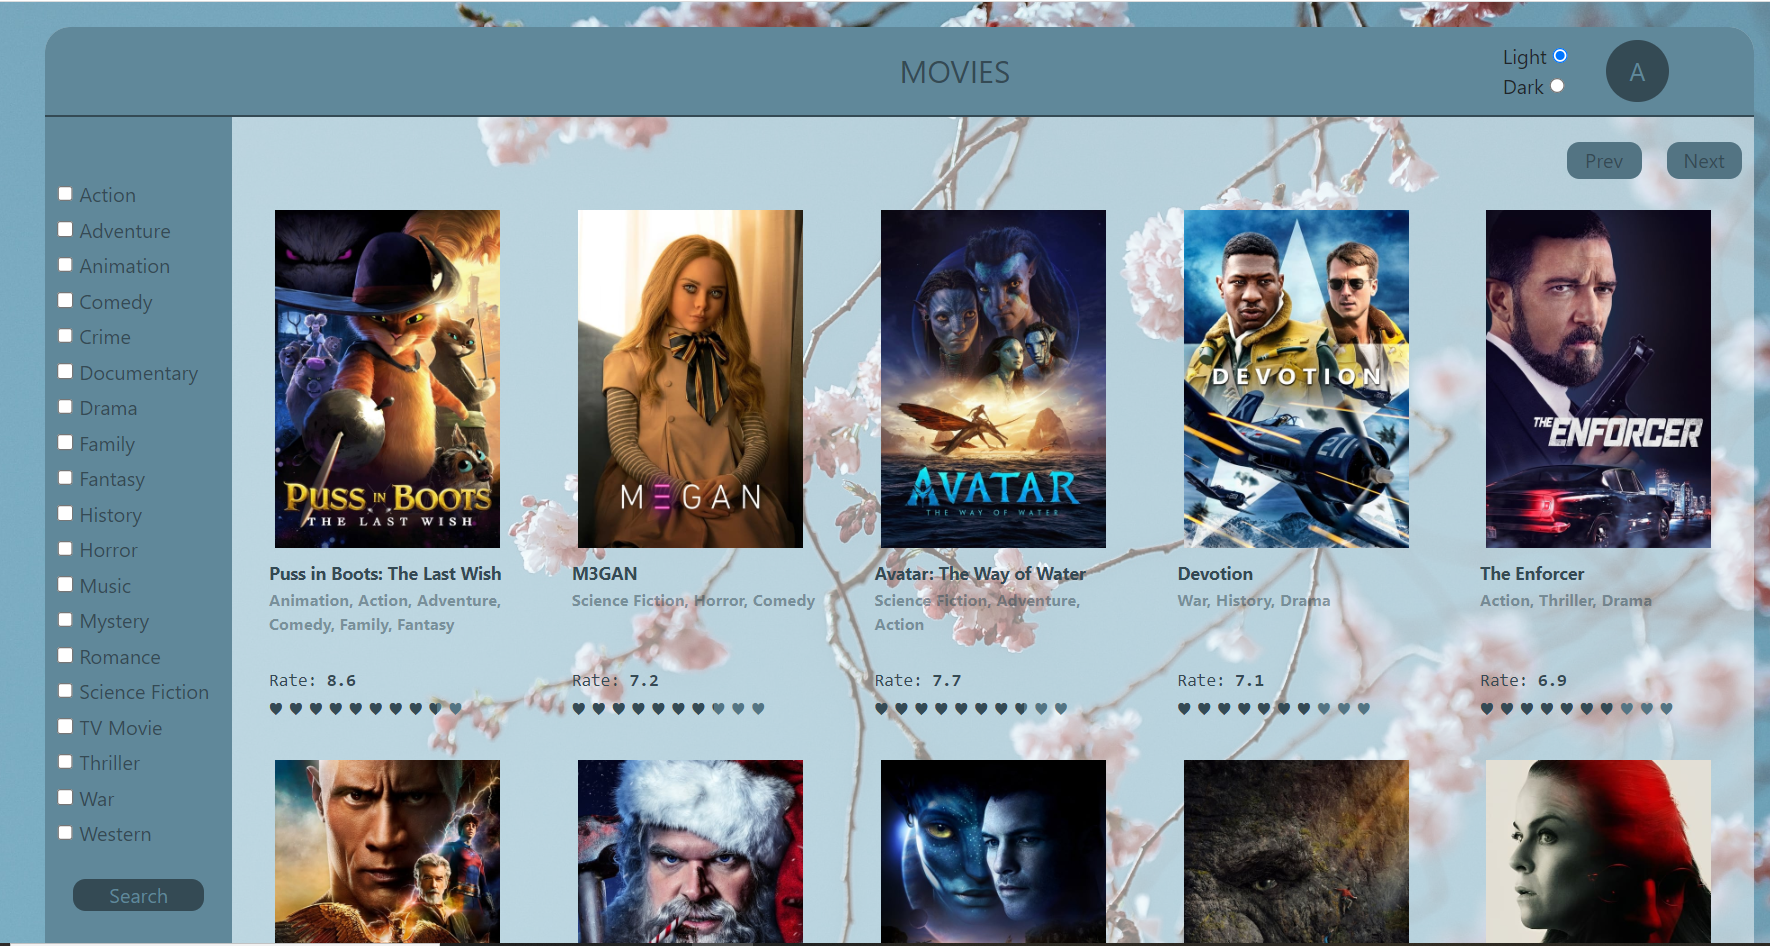 MOVIES
Light
Dark
A
Prev
Next
Action
Adventure
Animation
Comedy
Crime
Documentary
Drama
Family
Fantasy
History
Horror
Music
Mystery
Romance
Science Fiction
TV Movie
Thriller
War
Western
Search
PUSS IN BOOTS
THE LAST WISH
Puss in Boots: The Last Wish
Animation, Action, Adventure,
Comedy, Family, Fantasy
Rate: 8.6
MEGAN
M3GAN
Science Fiction, Horror, Comedy
Rate: 7.2
AVATAR
THE WAY OF WATER
Avatar: The Way of Water
Science Fiction, Adventure,
Action
Rate: 7.7
DEVOTION
211
Devotion
War, History, Drama
Rate: 7.1
THE ENFORCER
The Enforcer
Action, Thriller, Drama
Rate: 6.9